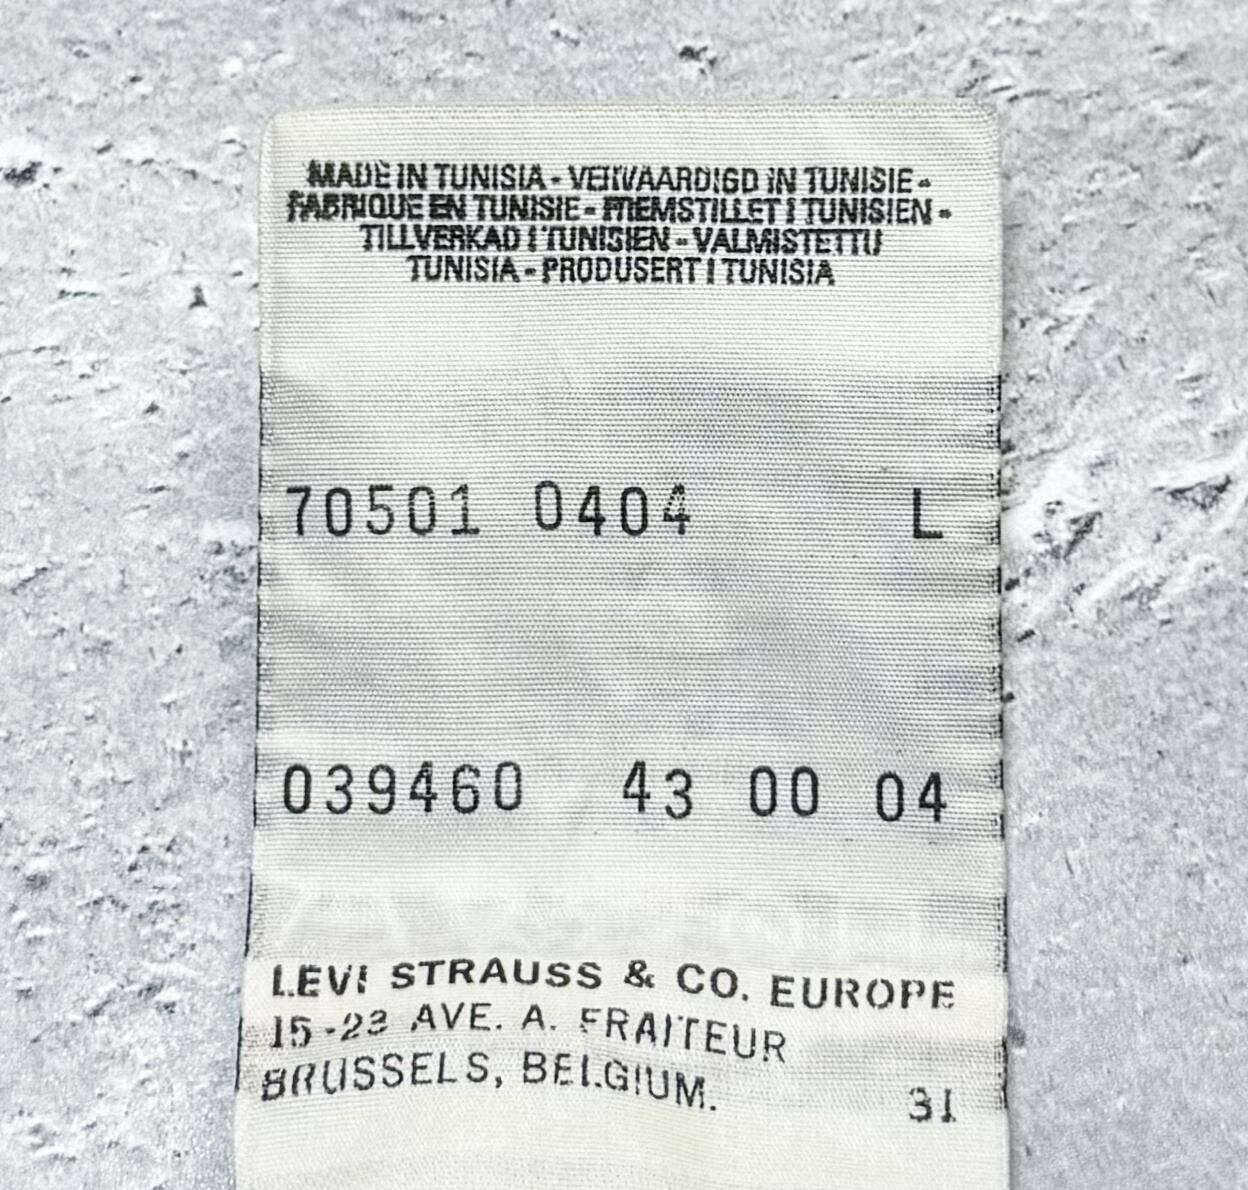 MADE IN TUNISIA - VERVAARDIGD IN TUNISIE -
FABRIQUE EN TUNISIE - FREMSTILLET I TUNISIEN -
TILLVERKAD I TUNISIEN - VALMISTETTU
TUNISIA - PRODUSERT I TUNISIA
70501 0404 L
039460 43 00 04
LEVI STRAUSS & CO. EUROPE
15-23 AVE. A. FRAITEUR
BRUSSELS, BELGIUM.
31